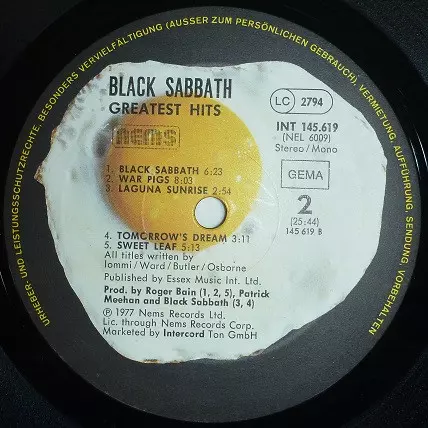 URHEBER- UND LEISTUNGSSCHUTZRECHTE, BESONDERS VERVIELFÄLTIGUNG (AUSSER ZUM PERSÖNLICHEN GEBRAUCH), VERMIETUNG, AUFFÜHRUNG, SENDUNG VORBEHALTEN
BLACK SABBATH
GREATEST HITS
LC 2794
nems
INT 145.619
(NEL 6009)
Stereo/Mono
GEMA
1. BLACK SABBATH 6:23
2. WAR PIGS 8:03
3. LAGUNA SUNRISE 2:54
2
(25:44)
145 619 B
4. TOMORROW'S DREAM 3:11
5. SWEET LEAF 5:13
All titles written by
Iommi/Ward/Butler/Osborne
Published by Essex Music Int. Ltd.
Prod. by Roger Bain (1, 2, 5), Patrick
Meehan and Black Sabbath (3, 4)
℗ 1977 Nems Records Ltd.
Lic. through Nems Records Corp.
Marketed by Intercord Ton GmbH